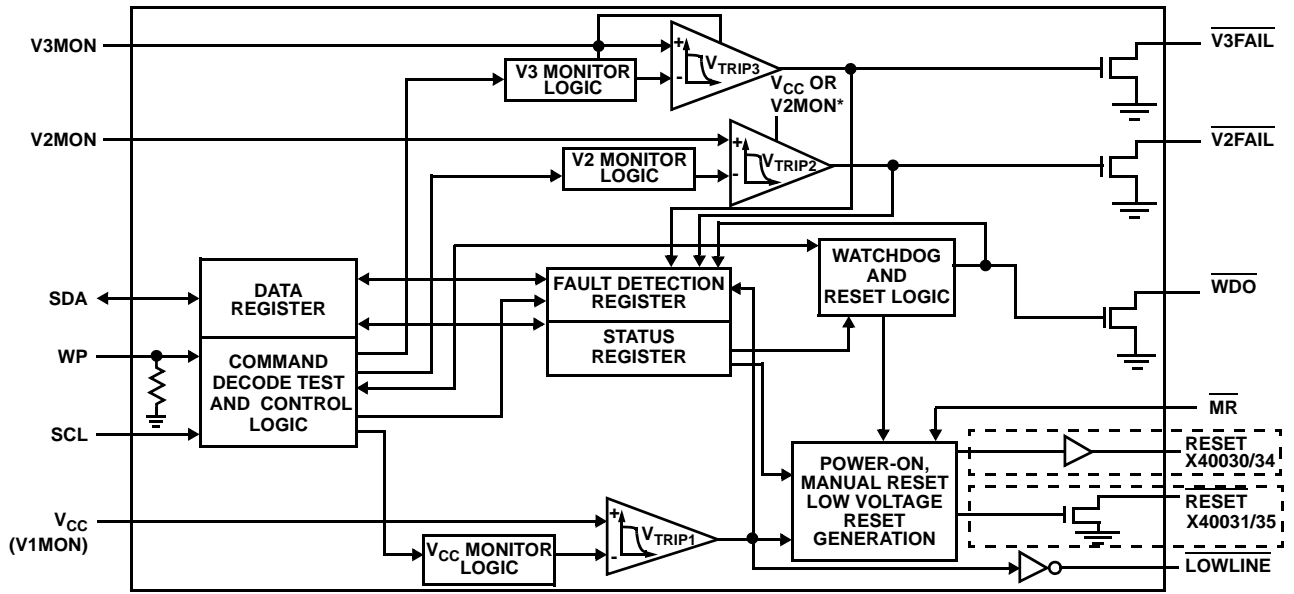 V3MON
V3 MONITOR
LOGIC
+
-
VTRIP3
VCC OR
V2MON*
V3FAIL
V2MON
V2 MONITOR
LOGIC
+
-
VTRIP2
V2FAIL
SDA
WP
SCL
DATA
REGISTER
COMMAND
DECODE TEST
AND CONTROL
LOGIC
FAULT DETECTION
REGISTER
STATUS
REGISTER
WATCHDOG
AND
RESET LOGIC
WDO
MR
POWER-ON,
MANUAL RESET
LOW VOLTAGE
RESET
GENERATION
RESET
X40030/34
RESET
X40031/35
VCC
(V1MON)
VCC MONITOR
LOGIC
+
-
VTRIP1
LOWLINE